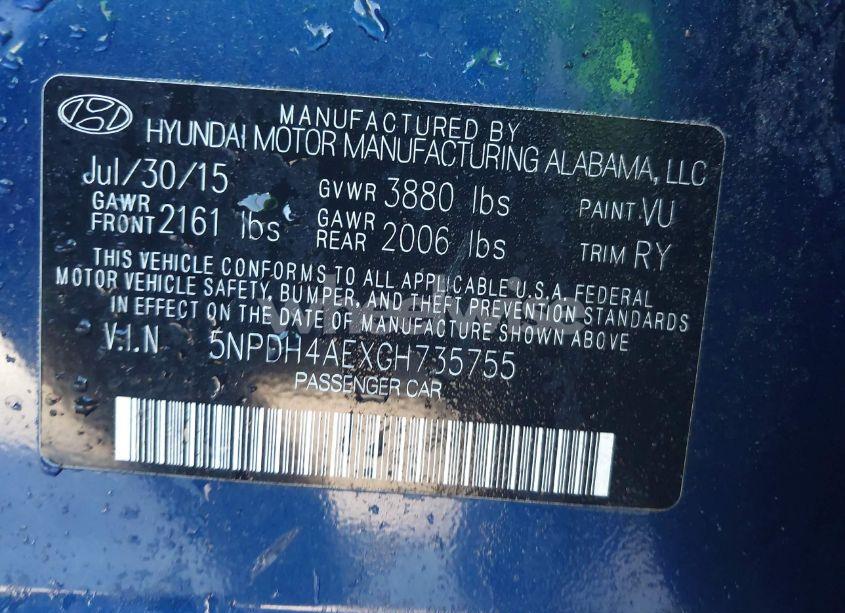 MANUFACTURED BY
HYUNDAI MOTOR MANUFACTURING ALABAMA, LLC
Jul/30/15 GVWR 3880 lbs PAINT: VU
GAWR FRONT 2161 lbs GAWR REAR 2006 lbs TRIM: RY
THIS VEHICLE CONFORMS TO ALL APPLICABLE U.S.A. FEDERAL
MOTOR VEHICLE SAFETY, BUMPER, AND THEFT PREVENTION STANDARDS
IN EFFECT ON THE DATE OF MANUFACTURE SHOWN ABOVE
V.I.N 5NPDH4AEXGH735755
PASSENGER CAR
wheelwise